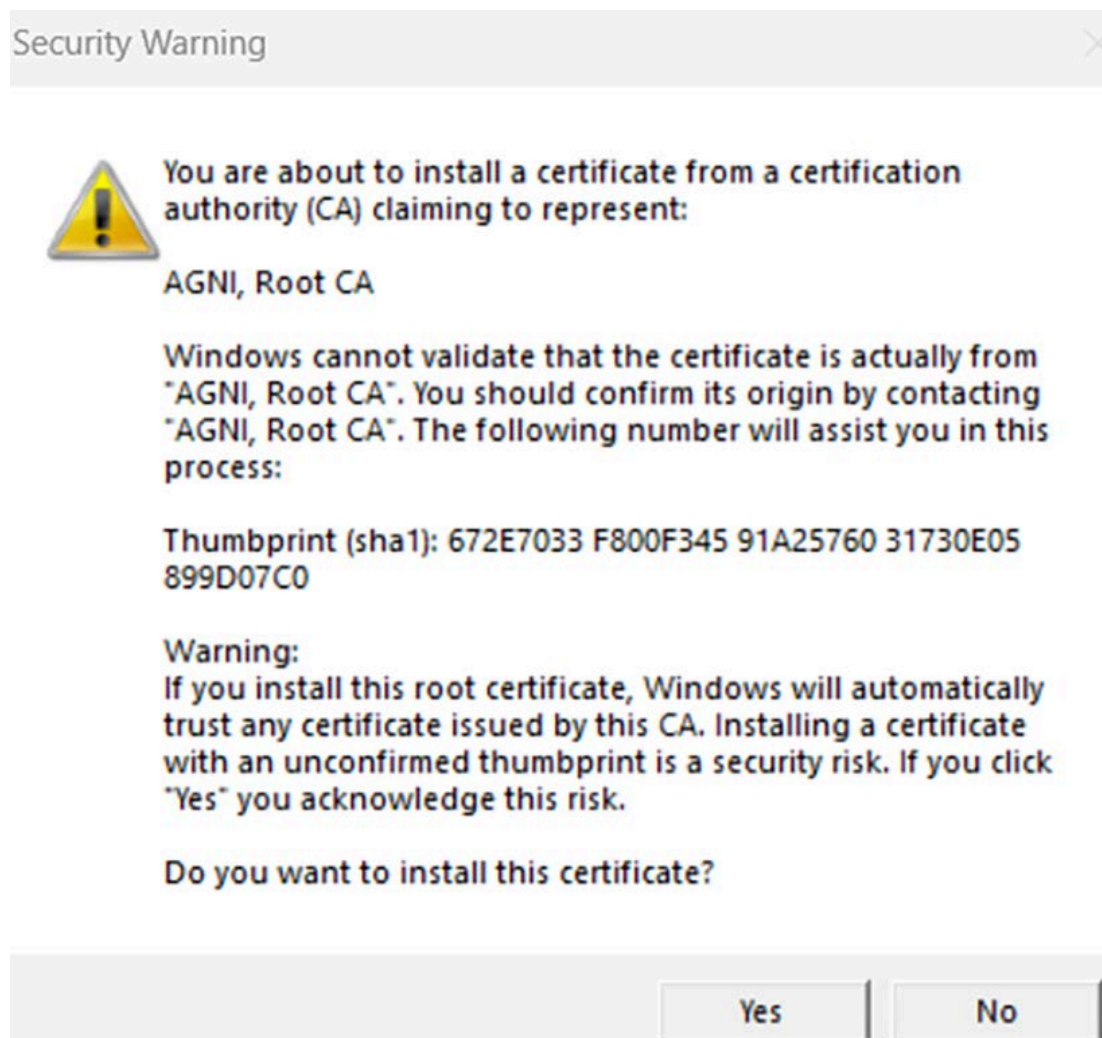 Security Warning
You are about to install a certificate from a certification
authority (CA) claiming to represent:
AGNI, Root CA
Windows cannot validate that the certificate is actually from
"AGNI, Root CA". You should confirm its origin by contacting
"AGNI, Root CA". The following number will assist you in this
process:
Thumbprint (sha1): 672E7033 F800F345 91A25760 31730E05
899D07C0
Warning:
If you install this root certificate, Windows will automatically
trust any certificate issued by this CA. Installing a certificate
with an unconfirmed thumbprint is a security risk. If you click
"Yes" you acknowledge this risk.
Do you want to install this certificate?
Yes No